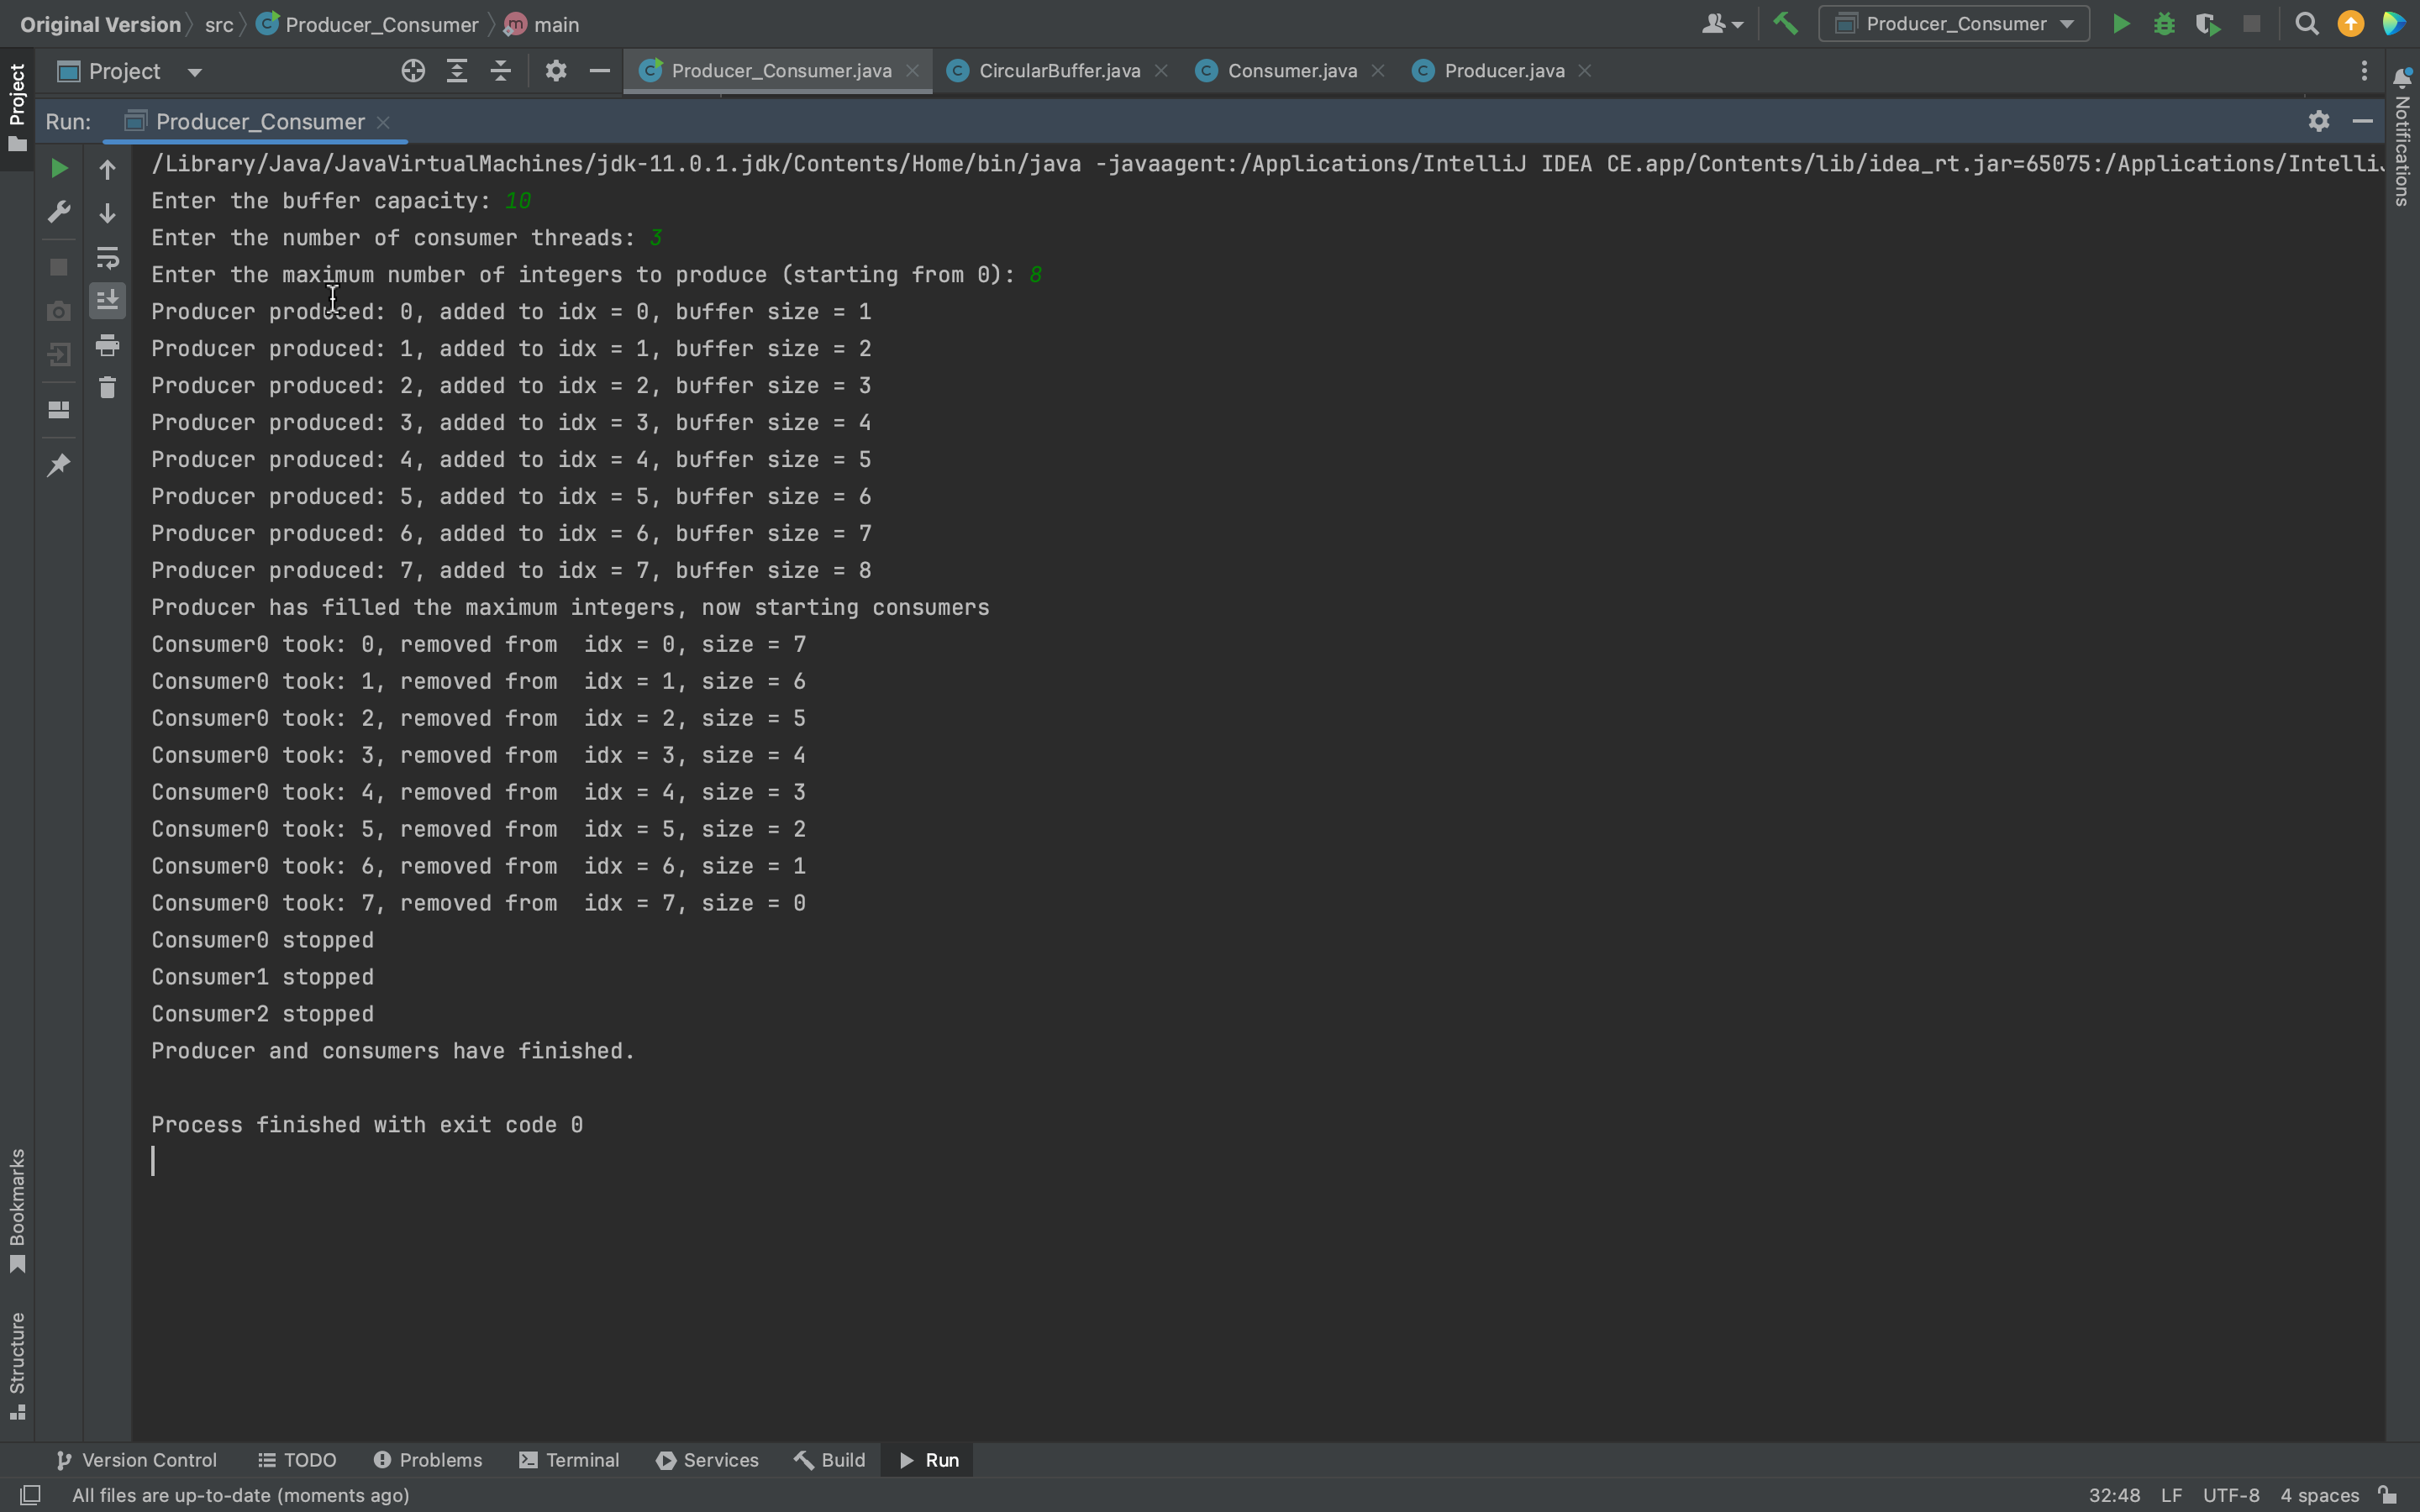 Original Version src Producer_Consumer main Producer_Consumer
Project Producer_Consumer.java CircularBuffer.java Consumer.java Producer.java
Project
Run: Producer_Consumer
Notifications
/Library/Java/JavaVirtualMachines/jdk-11.0.1.jdk/Contents/Home/bin/java -javaagent:/Applications/IntelliJ IDEA CE.app/Contents/lib/idea_rt.jar=65075:/Applications/IntelliJ
Enter the buffer capacity: 10
Enter the number of consumer threads: 3
Enter the maximum number of integers to produce (starting from 0): 8
Producer produced: 0, added to idx = 0, buffer size = 1
Producer produced: 1, added to idx = 1, buffer size = 2
Producer produced: 2, added to idx = 2, buffer size = 3
Producer produced: 3, added to idx = 3, buffer size = 4
Producer produced: 4, added to idx = 4, buffer size = 5
Producer produced: 5, added to idx = 5, buffer size = 6
Producer produced: 6, added to idx = 6, buffer size = 7
Producer produced: 7, added to idx = 7, buffer size = 8
Producer has filled the maximum integers, now starting consumers
Consumer0 took: 0, removed from  idx = 0, size = 7
Consumer0 took: 1, removed from  idx = 1, size = 6
Consumer0 took: 2, removed from  idx = 2, size = 5
Consumer0 took: 3, removed from  idx = 3, size = 4
Consumer0 took: 4, removed from  idx = 4, size = 3
Consumer0 took: 5, removed from  idx = 5, size = 2
Consumer0 took: 6, removed from  idx = 6, size = 1
Consumer0 took: 7, removed from  idx = 7, size = 0
Consumer0 stopped
Consumer1 stopped
Consumer2 stopped
Producer and consumers have finished.
Process finished with exit code 0
Bookmarks
Structure
Version Control TODO Problems Terminal Services Build Run
All files are up-to-date (moments ago) 32:48 LF UTF-8 4 spaces